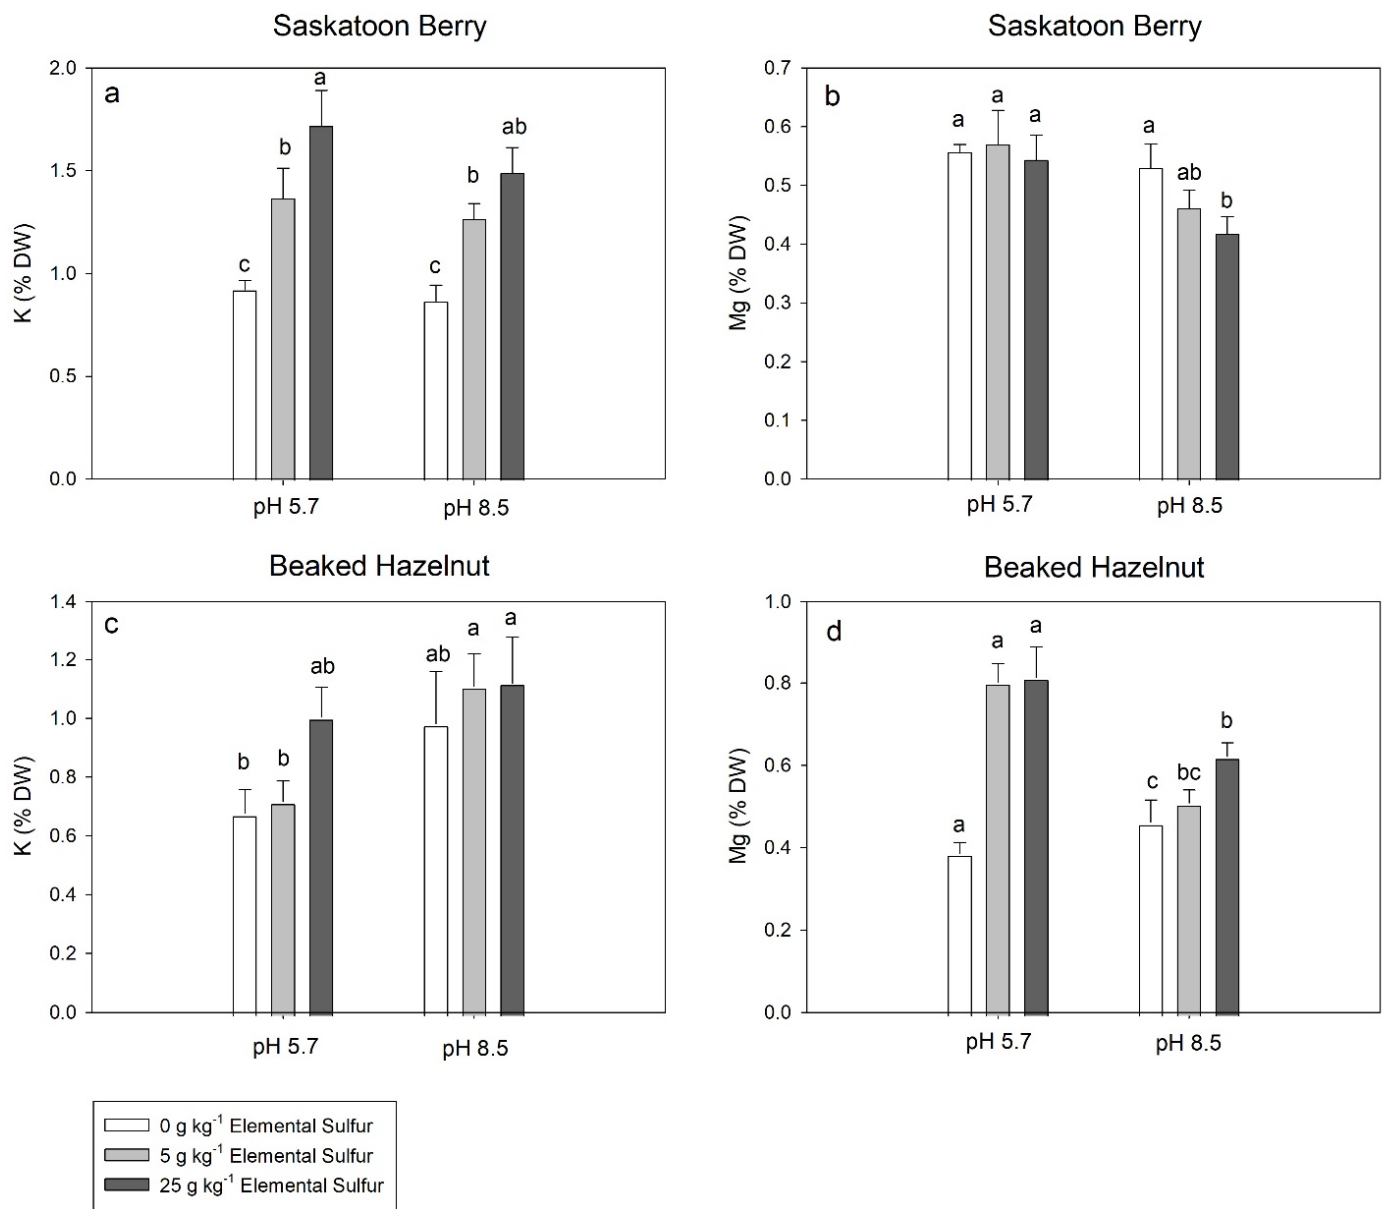 Saskatoon Berry
a
2.0
1.5
1.0
0.5
0.0
K (% DW)
c
b
a
c
b
ab
pH 5.7
pH 8.5
Saskatoon Berry
b
0.7
0.6
0.5
0.4
0.3
0.2
0.1
0.0
Mg (% DW)
a
a
a
a
ab
b
pH 5.7
pH 8.5
Beaked Hazelnut
c
1.4
1.2
1.0
0.8
0.6
0.4
0.2
0.0
K (% DW)
b
b
ab
ab
a
a
pH 5.7
pH 8.5
Beaked Hazelnut
d
1.0
0.8
0.6
0.4
0.2
0.0
Mg (% DW)
a
a
a
c
bc
b
pH 5.7
pH 8.5
0 g kg⁻¹ Elemental Sulfur
5 g kg⁻¹ Elemental Sulfur
25 g kg⁻¹ Elemental Sulfur